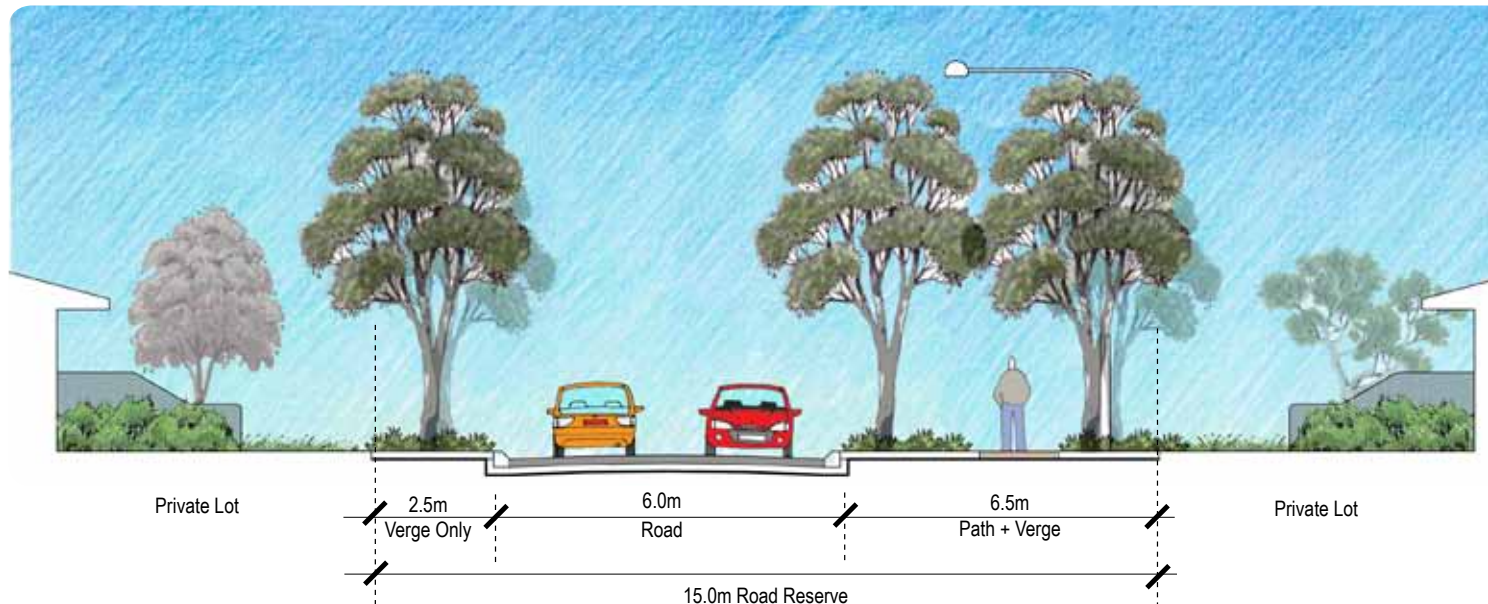 Private Lot
2.5m
Verge Only
6.0m
Road
6.5m
Path + Verge
Private Lot
15.0m Road Reserve